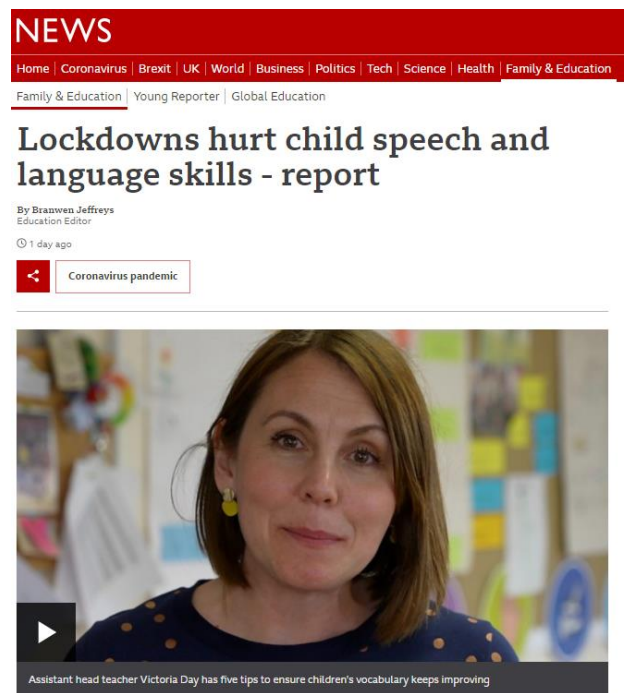 NEWS
Home Coronavirus Brexit UK World Business Politics Tech Science Health Family & Education
Family & Education Young Reporter Global Education
Lockdowns hurt child speech and
language skills - report
By Branwen Jeffreys
Education Editor
1 day ago
Coronavirus pandemic
Assistant head teacher Victoria Day has five tips to ensure children's vocabulary keeps improving